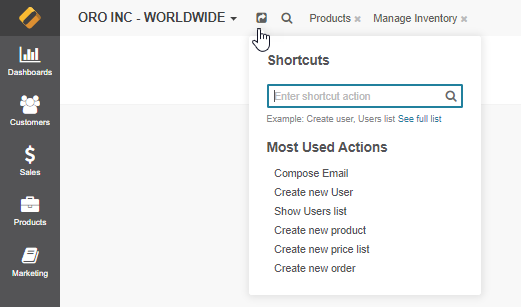 ORO INC - WORLDWIDE
Products ×
Manage Inventory ×
Dashboards
Customers
Sales
Products
Marketing
Shortcuts
Enter shortcut action
Example: Create user, Users list See full list
Most Used Actions
Compose Email
Create new User
Show Users list
Create new product
Create new price list
Create new order